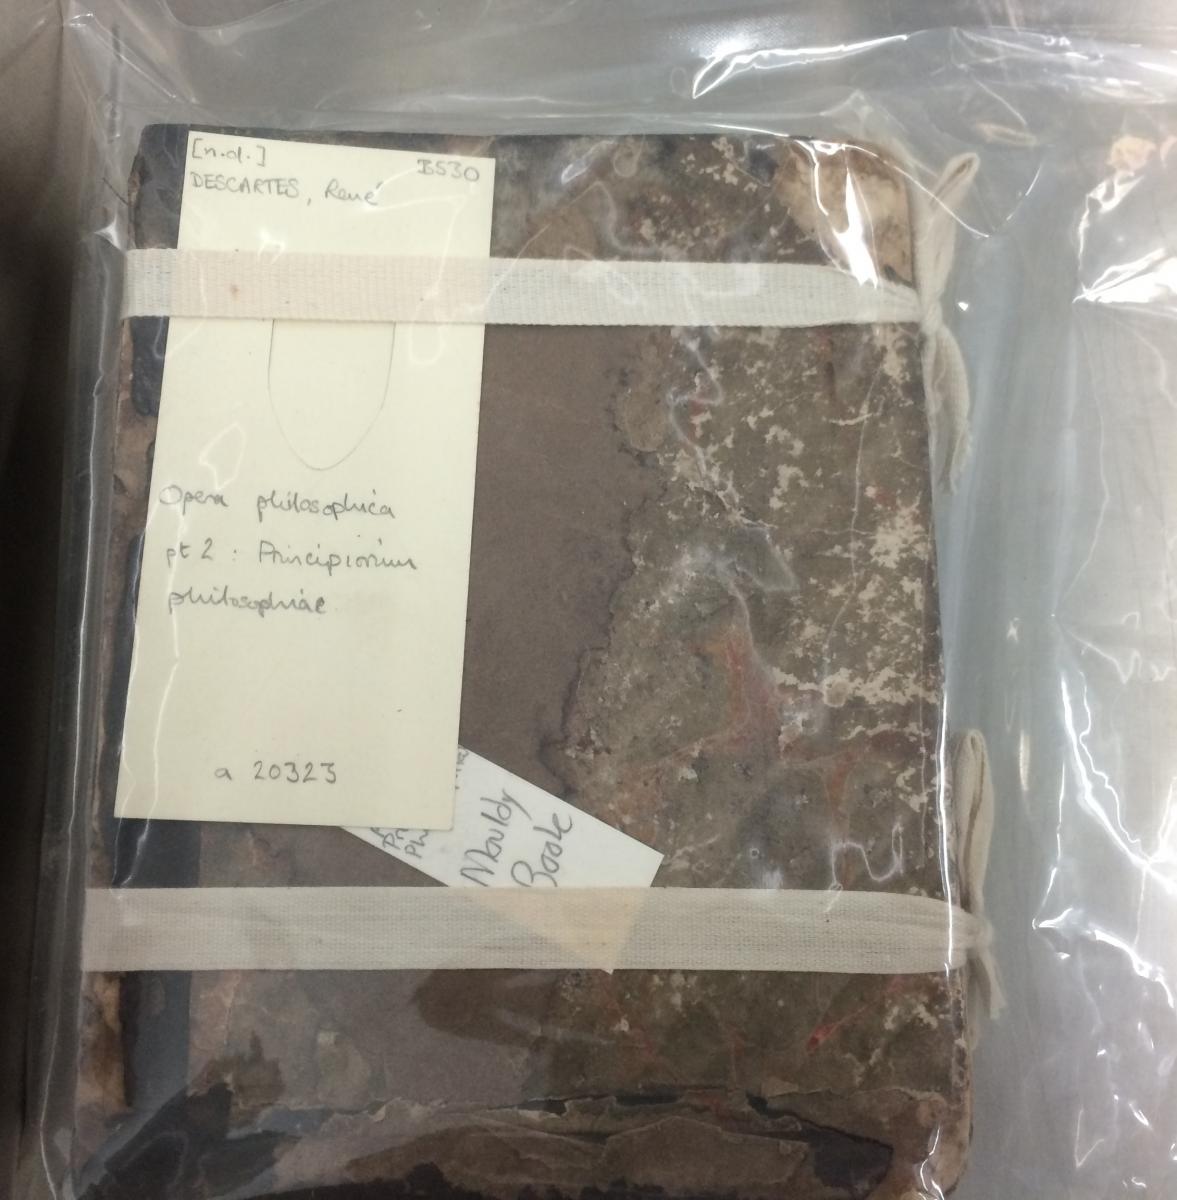 [n.d.] B530
DESCARTES, René
Opera philosophica
pt 2 : Principiorum
philosophiae
a 20323
Mouldy
Book